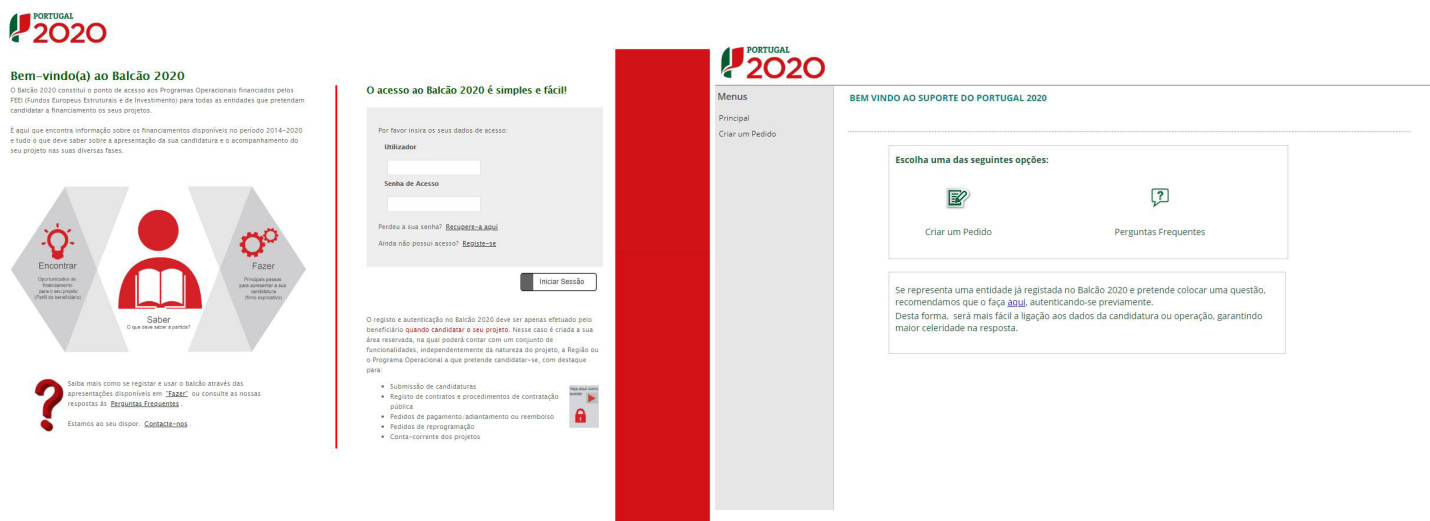 PORTUGAL
2020
Bem-vindo(a) ao Balcão 2020
O Balcão 2020 constitui o ponto de acesso aos Programas Operacionais financiados pelos
FEEI (Fundos Europeus Estruturais e de Investimento) para todas as entidades que pretendam
candidatar a financiamento os seus projetos.
É aqui que encontra informação sobre os financiamentos disponíveis no período 2014-2020
e tudo o que deve saber sobre a apresentação da sua candidatura e o acompanhamento do
seu projeto nas suas diversas fases.
Encontrar
Oportunidades de
financiamento
para o seu projeto
(Perfil do beneficiário)
Saber
O que deve saber à partida?
Fazer
Principais passos
para apresentar a sua
candidatura
(filme explicativo)
Saiba mais como se registar e usar o balcão através das
apresentações disponíveis em "Fazer" ou consulte as nossas
respostas às Perguntas Frequentes .
Estamos ao seu dispor. Contacte-nos .
O acesso ao Balcão 2020 é simples e fácil!
Por favor insira os seus dados de acesso:
Utilizador
Senha de Acesso
Perdeu a sua senha? Recupere-a aqui
Ainda não possui acesso? Registe-se
Iniciar Sessão
O registo e autenticação no Balcão 2020 deve ser apenas efetuado pelo
beneficiário quando candidatar o seu projeto. Nesse caso é criada a sua
área reservada, na qual poderá contar com um conjunto de
funcionalidades, independentemente da natureza do projeto, a Região ou
o Programa Operacional a que pretende candidatar-se, com destaque
para:
• Submissão de candidaturas
• Registo de contratos e procedimentos de contratação
pública
• Pedidos de pagamento/adiantamento ou reembolso
• Pedidos de reprogramação
• Conta-corrente dos projetos
Veja aqui como
aceder
PORTUGAL
2020
Menus
Principal
Criar um Pedido
BEM VINDO AO SUPORTE DO PORTUGAL 2020
Escolha uma das seguintes opções:
Criar um Pedido
Perguntas Frequentes
Se representa uma entidade já registada no Balcão 2020 e pretende colocar uma questão,
recomendamos que o faça aqui, autenticando-se previamente.
Desta forma, será mais fácil a ligação aos dados da candidatura ou operação, garantindo
maior celeridade na resposta.